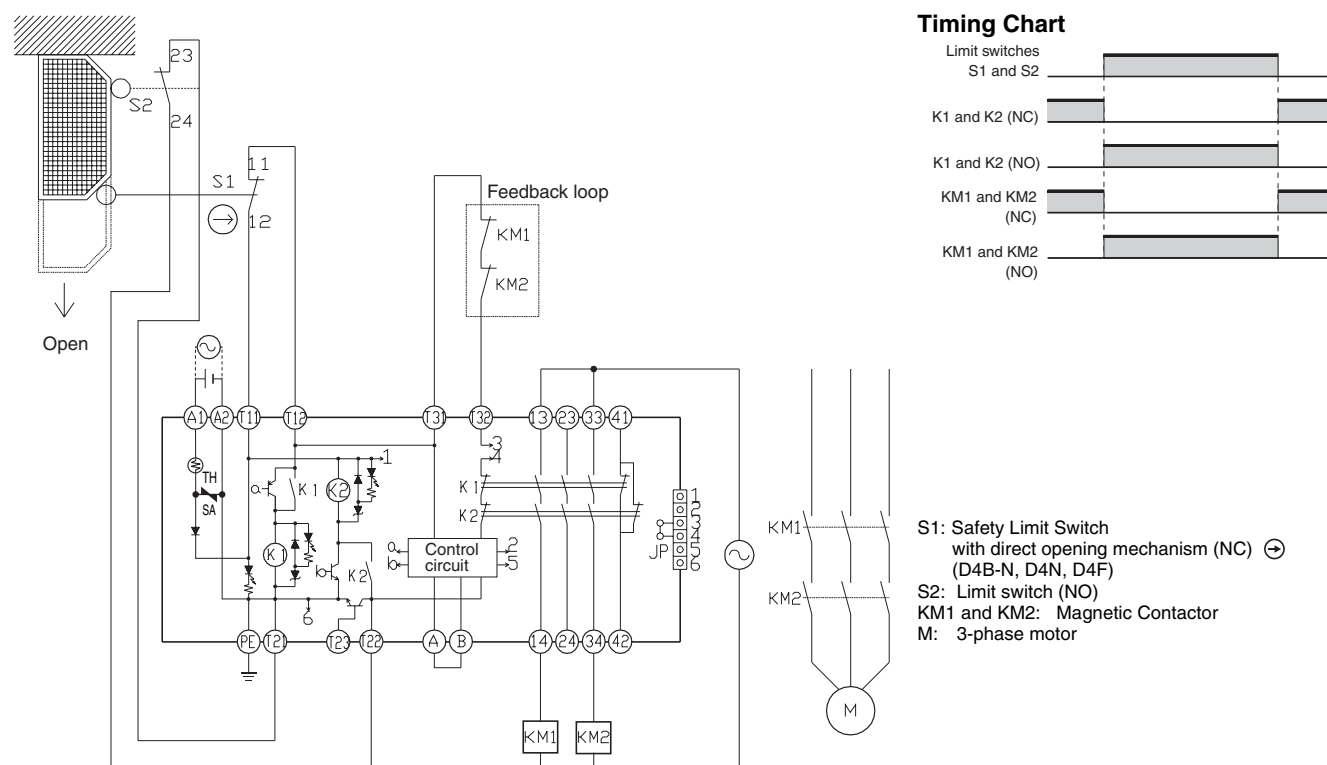 Timing Chart
Limit switches
S1 and S2
K1 and K2 (NC)
K1 and K2 (NO)
KM1 and KM2
(NC)
KM1 and KM2
(NO)
23
S2
24
11
S1
12
Feedback loop
KM1
KM2
Open
A1 A2 T11 T12 T31 T32 13 23 33 41
3
4
1
TH
SA
a
K1
K2
K1
K2
K1
b
K2
a
b
Control
circuit
2
5
6
JP
1
2
3
4
5
6
PE T21 T23 T22 A B 14 24 34 42
KM1 KM2
KM1
KM2
M
S1: Safety Limit Switch
with direct opening mechanism (NC)
(D4B-N, D4N, D4F)
S2: Limit switch (NO)
KM1 and KM2: Magnetic Contactor
M: 3-phase motor